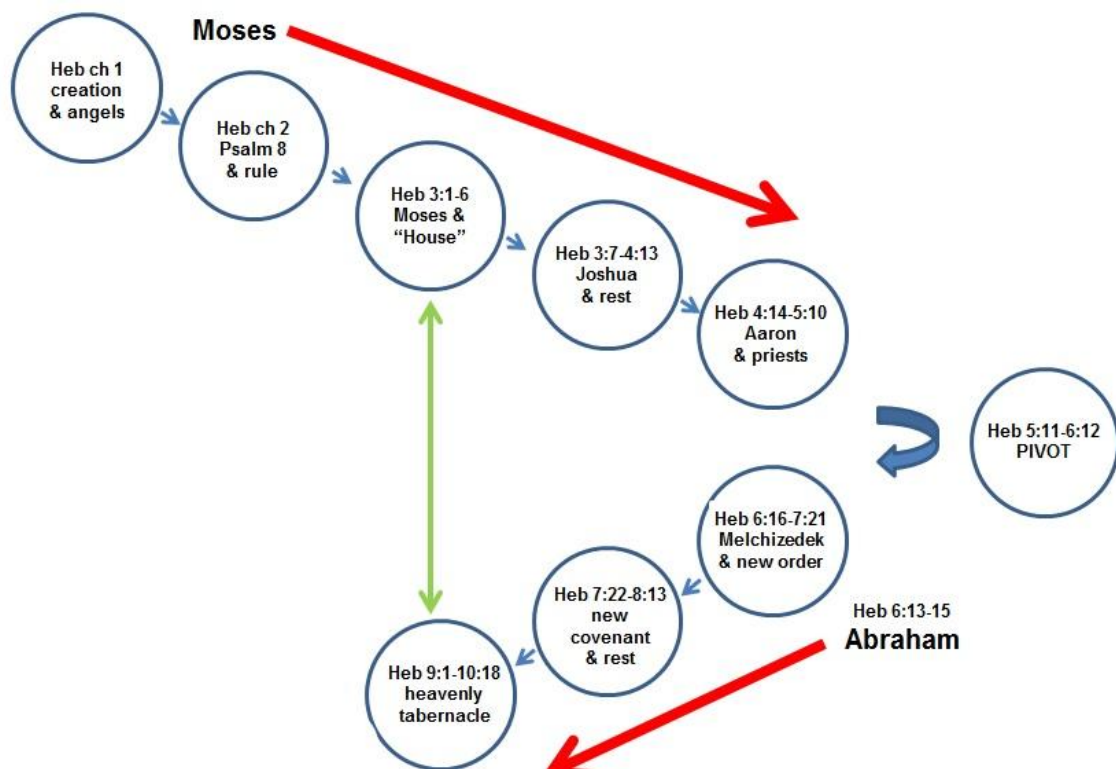 Moses
Heb ch 1
creation
& angels
Heb ch 2
Psalm 8
& rule
Heb 3:1-6
Moses &
“House”
Heb 3:7-4:13
Joshua
& rest
Heb 4:14-5:10
Aaron
& priests
Heb 5:11-6:12
PIVOT
Heb 6:16-7:21
Melchizedek
& new order
Heb 6:13-15
Abraham
Heb 7:22-8:13
new
covenant
& rest
Heb 9:1-10:18
heavenly
tabernacle